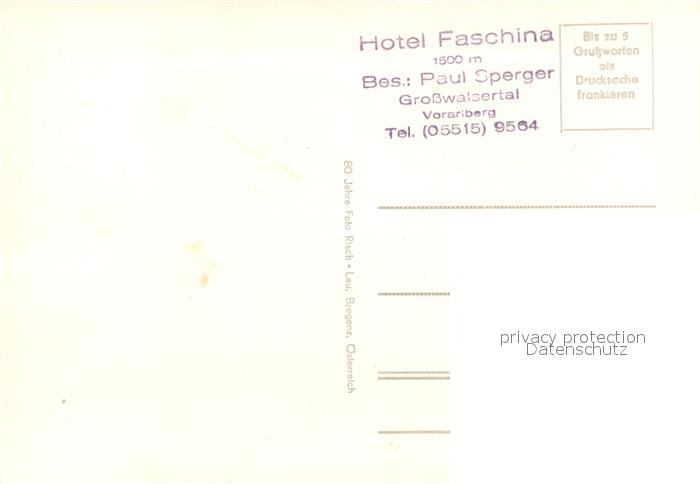 Hotel Faschina
1500 m
Bes.: Paul Sperger
Großwalsertal
Vorarlberg
Tel. (05515) 9564
Bis zu 5
Grußworten
als
Drucksache
frankieren
80 Jahre Foto Risch • Lau, Bregenz, Österreich
privacy protection
Datenschutz